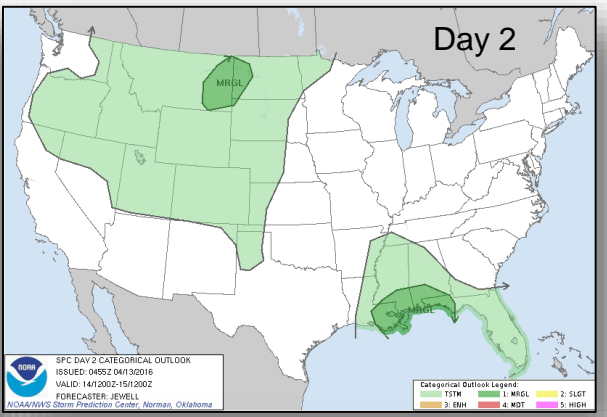 Day 2
MRGL
MRGL
NOAA
SPC DAY 2 CATEGORICAL OUTLOOK
ISSUED: 0455Z 04/13/2016
VALID: 14/1200Z-15/1200Z
FORECASTER: JEWELL
NOAA/NWS Storm Prediction Center, Norman, Oklahoma
Categorical Outlook Legend:
TSTM 1: MRGL 2: SLGT
3: ENH 4: MDT 5: HIGH